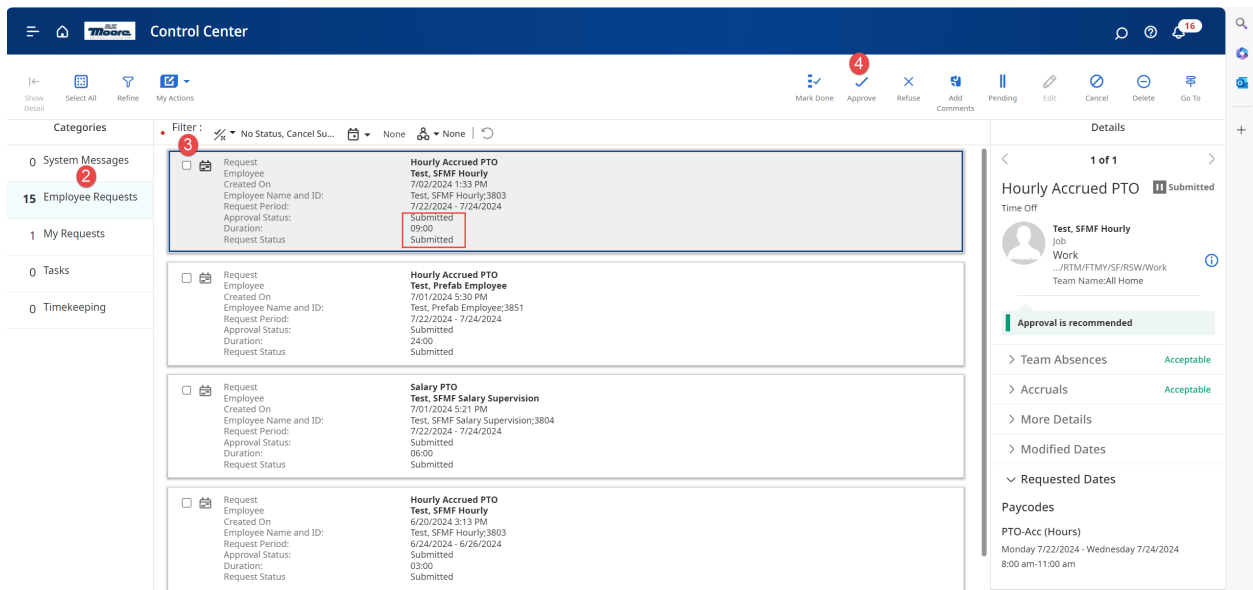 Moore
Control Center
16
4
Show
Detail
Select All
Refine
My Actions
Mark Done
Approve
Refuse
Add
Comments
Pending
Edit
Cancel
Delete
Go To
Categories
Filter :
No Status, Cancel Su...
None
None
Details
3
0 System Messages
2
15 Employee Requests
1 My Requests
0 Tasks
0 Timekeeping
Request Hourly Accrued PTO
Employee Test, SFMF Hourly
Created On 7/02/2024 1:33 PM
Employee Name and ID: Test, SFMF Hourly;3803
Request Period: 7/22/2024 - 7/24/2024
Approval Status: Submitted
Duration: 09:00
Request Status Submitted
Request Hourly Accrued PTO
Employee Test, Prefab Employee
Created On 7/01/2024 5:30 PM
Employee Name and ID: Test, Prefab Employee;3851
Request Period: 7/22/2024 - 7/24/2024
Approval Status: Submitted
Duration: 24:00
Request Status Submitted
Request Salary PTO
Employee Test, SFMF Salary Supervision
Created On 7/01/2024 5:21 PM
Employee Name and ID: Test, SFMF Salary Supervision;3804
Request Period: 7/22/2024 - 7/24/2024
Approval Status: Submitted
Duration: 06:00
Request Status Submitted
Request Hourly Accrued PTO
Employee Test, SFMF Hourly
Created On 6/20/2024 3:13 PM
Employee Name and ID: Test, SFMF Hourly;3803
Request Period: 6/24/2024 - 6/26/2024
Approval Status: Submitted
Duration: 03:00
Request Status Submitted
1 of 1
Hourly Accrued PTO Submitted
Time Off
Test, SFMF Hourly
Job
Work
.../RTM/FTMY/SF/RSW/Work
Team Name:All Home
Approval is recommended
Team Absences Acceptable
Accruals Acceptable
More Details
Modified Dates
Requested Dates
Paycodes
PTO-Acc (Hours)
Monday 7/22/2024 - Wednesday 7/24/2024
8:00 am-11:00 am